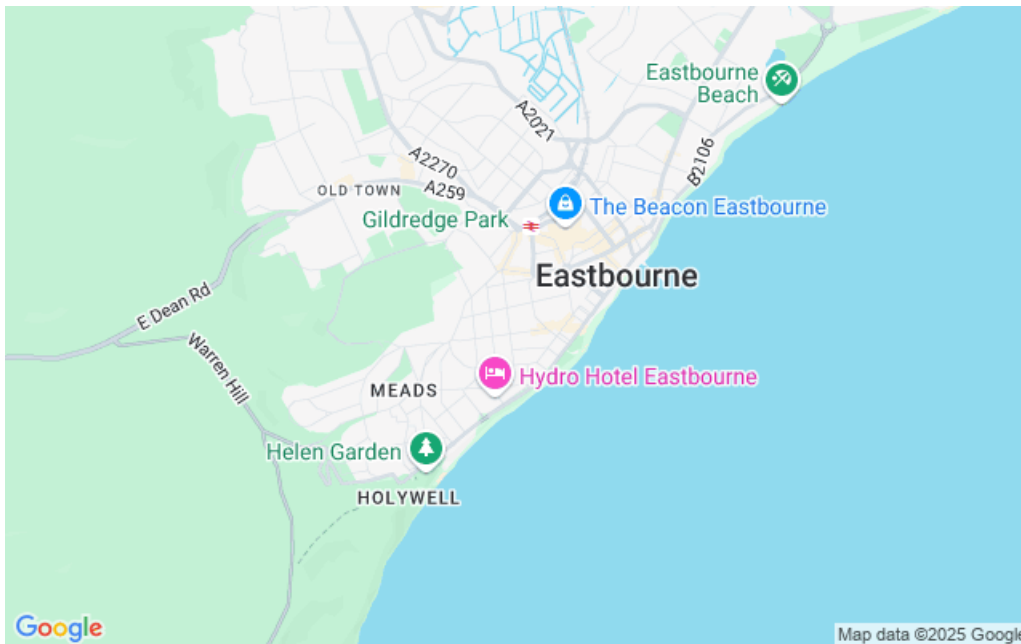 Eastbourne
Beach
A2021
B2106
A2270
OLD TOWN
A259
Gildredge Park
The Beacon Eastbourne
Eastbourne
E Dean Rd
Warren Hill
Hydro Hotel Eastbourne
MEADS
Helen Garden
HOLYWELL
Google
Map data ©2025 Google